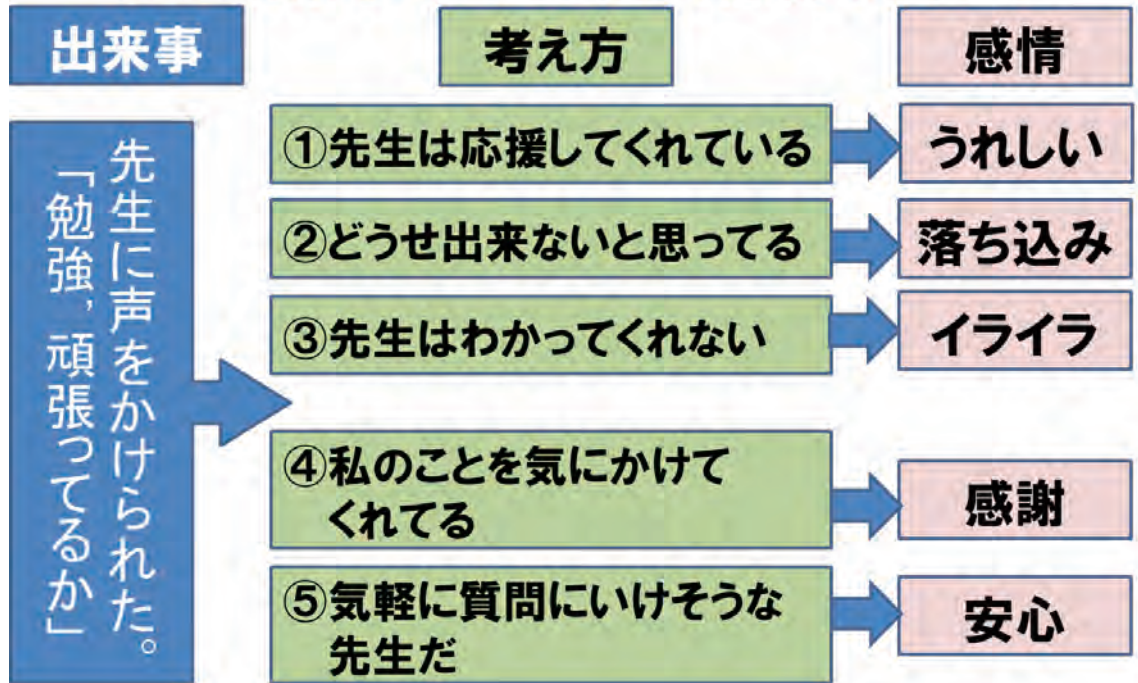 出来事
考え方
感情
先生に声をかけられた。
「勉強，頑張ってるか」
①先生は応援してくれている
うれしい
②どうせ出来ないと思ってる
落ち込み
③先生はわかってくれない
イライラ
④私のことを気にかけて
くれてる
感謝
⑤気軽に質問にいけそうな
先生だ
安心